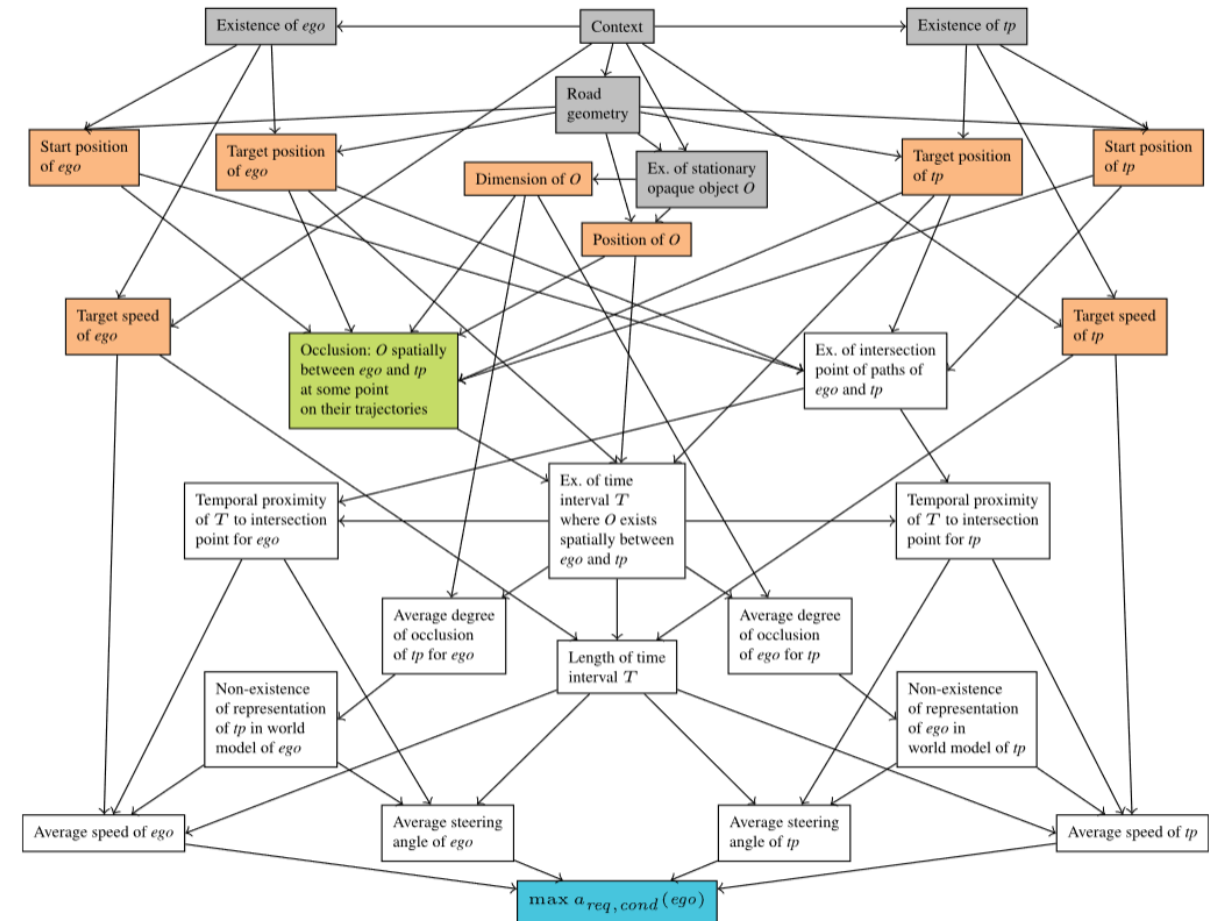 Existence of ego
Context
Existence of tp
Road
geometry
Start position
of ego
Target position
of ego
Dimension of O
Ex. of stationary
opaque object O
Target position
of tp
Start position
of tp
Position of O
Target speed
of ego
Target speed
of tp
Occlusion: O spatially
between ego and tp
at some point
on their trajectories
Ex. of intersection
point of paths of
ego and tp
Temporal proximity
of T to intersection
point for ego
Ex. of time
interval T
where O exists
spatially between
ego and tp
Temporal proximity
of T to intersection
point for tp
Average degree
of occlusion
of tp for ego
Length of time
interval T
Average degree
of occlusion
of ego for tp
Non-existence
of representation
of tp in world
model of ego
Non-existence
of representation
of ego in
world model of tp
Average speed of ego
Average steering
angle of ego
Average steering
angle of tp
Average speed of tp
max a_{req,cond}(ego)